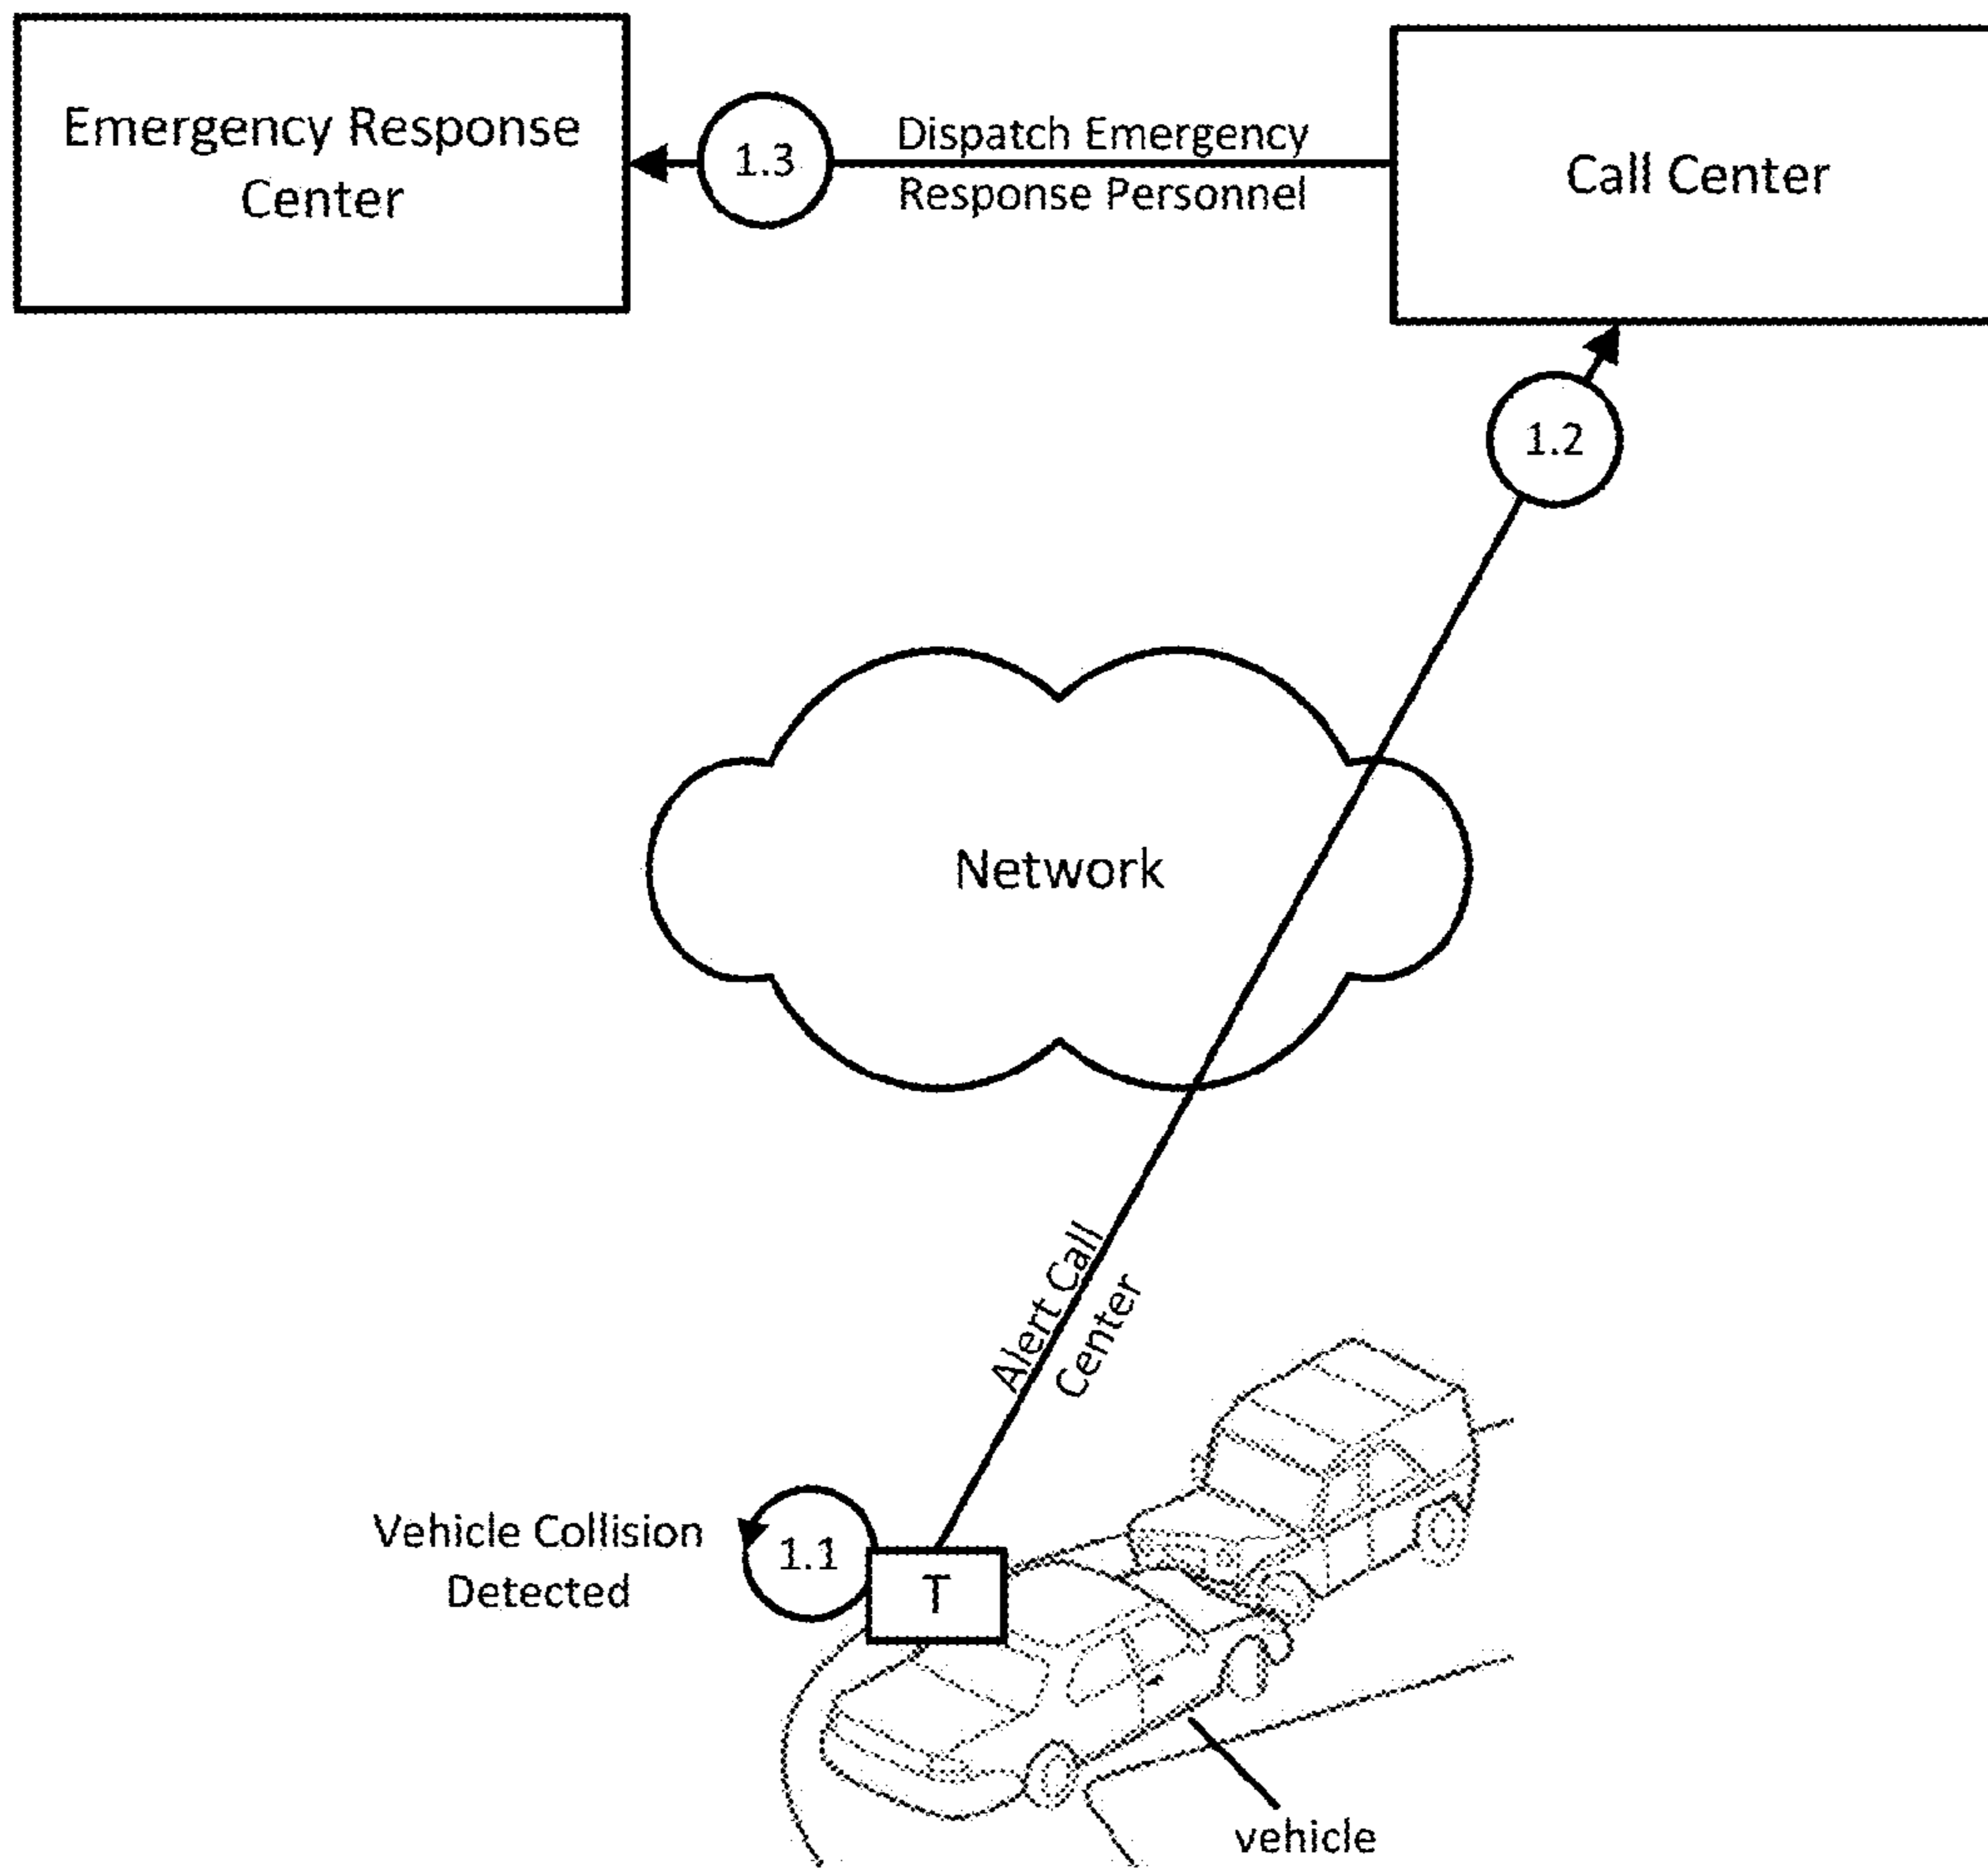 Emergency Response
Center
1.3
Dispatch Emergency
Response Personnel
Call Center
1.2
Network
Alert Call
Center
Vehicle Collision
Detected
1.1
T
vehicle